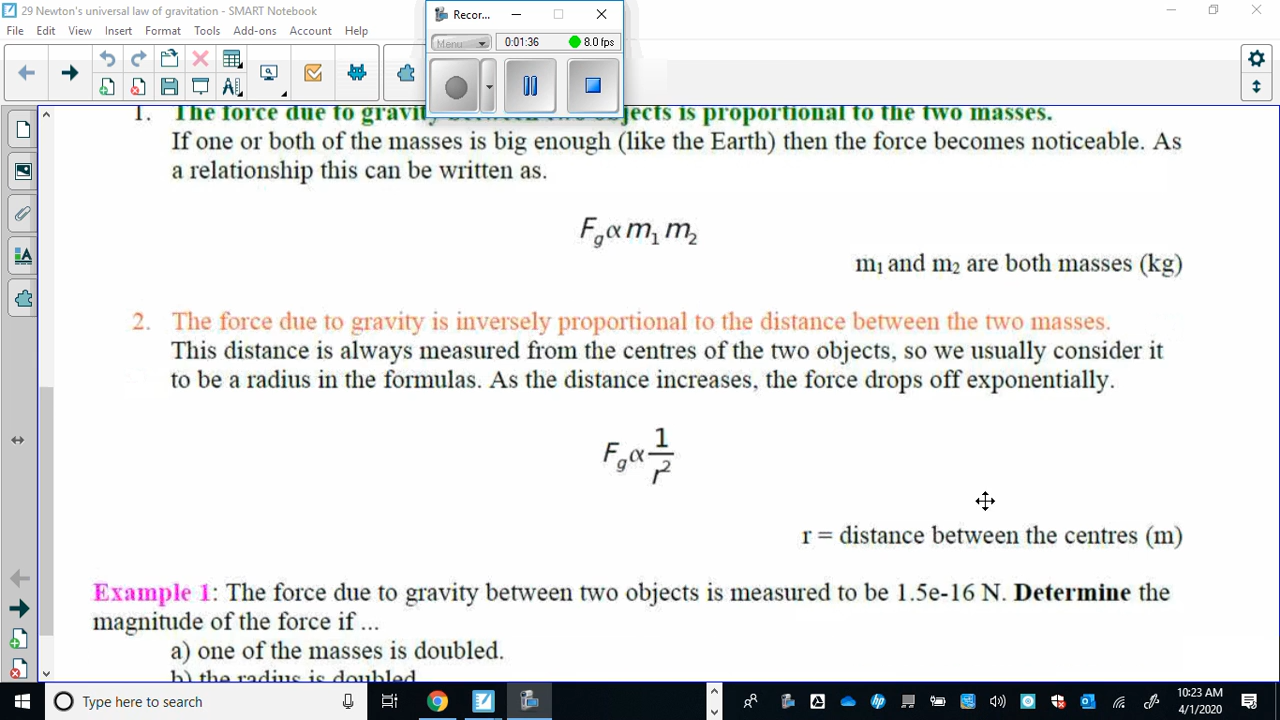 29 Newton's universal law of gravitation - SMART Notebook
File Edit View Insert Format Tools Add-ons Account Help
Recor...
Menu 0:01:36 8.0 fps
1. The force due to gravity between two objects is proportional to the two masses.
If one or both of the masses is big enough (like the Earth) then the force becomes noticeable. As
a relationship this can be written as.
F_g α m₁ m₂
m₁ and m₂ are both masses (kg)
2. The force due to gravity is inversely proportional to the distance between the two masses.
This distance is always measured from the centres of the two objects, so we usually consider it
to be a radius in the formulas. As the distance increases, the force drops off exponentially.
F_g α 1/r²
r = distance between the centres (m)
Example 1: The force due to gravity between two objects is measured to be 1.5e-16 N. Determine the
magnitude of the force if ...
a) one of the masses is doubled.
b) the radius is doubled
Type here to search
10:23 AM
4/1/2020